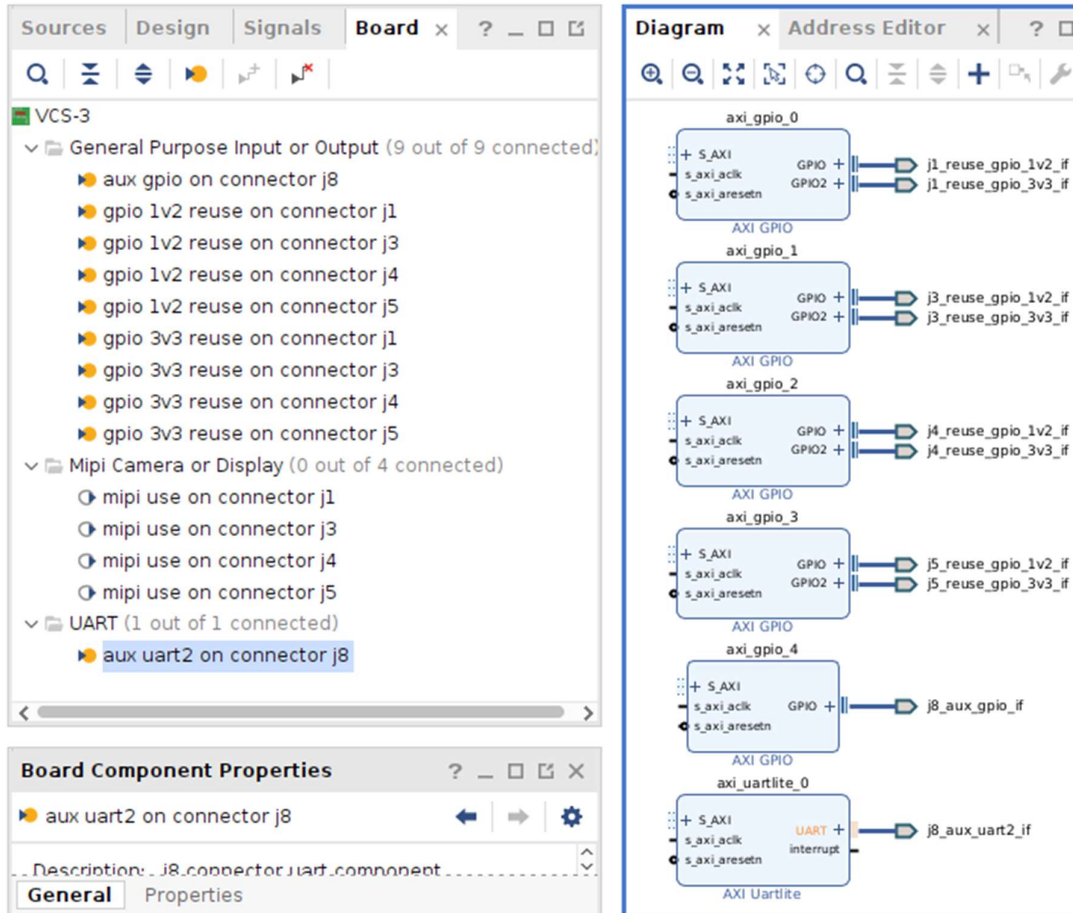 Sources Design Signals Board × ? _
VCS-3
General Purpose Input or Output (9 out of 9 connected)
aux gpio on connector j8
gpio 1v2 reuse on connector j1
gpio 1v2 reuse on connector j3
gpio 1v2 reuse on connector j4
gpio 1v2 reuse on connector j5
gpio 3v3 reuse on connector j1
gpio 3v3 reuse on connector j3
gpio 3v3 reuse on connector j4
gpio 3v3 reuse on connector j5
Mipi Camera or Display (0 out of 4 connected)
mipi use on connector j1
mipi use on connector j3
mipi use on connector j4
mipi use on connector j5
UART (1 out of 1 connected)
aux uart2 on connector j8
Board Component Properties ? _
aux uart2 on connector j8
Description: j8 connector uart component
General Properties
Diagram × Address Editor × ?
axi_gpio_0
S_AXI
s_axi_aclk
s_axi_aresetn
GPIO
GPIO2
j1_reuse_gpio_1v2_if
j1_reuse_gpio_3v3_if
AXI GPIO
axi_gpio_1
S_AXI
s_axi_aclk
s_axi_aresetn
GPIO
GPIO2
j3_reuse_gpio_1v2_if
j3_reuse_gpio_3v3_if
AXI GPIO
axi_gpio_2
S_AXI
s_axi_aclk
s_axi_aresetn
GPIO
GPIO2
j4_reuse_gpio_1v2_if
j4_reuse_gpio_3v3_if
AXI GPIO
axi_gpio_3
S_AXI
s_axi_aclk
s_axi_aresetn
GPIO
GPIO2
j5_reuse_gpio_1v2_if
j5_reuse_gpio_3v3_if
AXI GPIO
axi_gpio_4
S_AXI
s_axi_aclk
s_axi_aresetn
GPIO
j8_aux_gpio_if
AXI GPIO
axi_uartlite_0
S_AXI
s_axi_aclk
s_axi_aresetn
UART
interrupt
j8_aux_uart2_if
AXI Uartlite